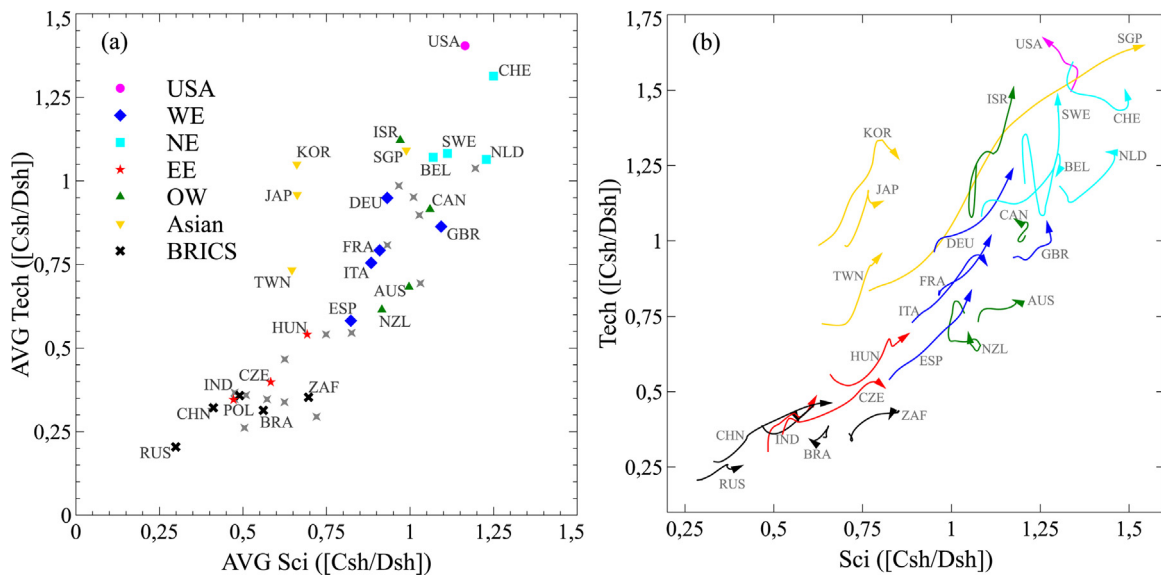 (a)
AVG Tech ([Csh/Dsh])
1,5
1,25
1
0,75
0,5
0,25
0
USA
WE
NE
EE
OW
Asian
BRICS
USA
CHE
ISR
SWE
SGP
NLD
BEL
KOR
JAP
DEU
CAN
GBR
FRA
ITA
TWN
AUS
ESP
NZL
HUN
CZE
IND
ZAF
CHN
POL
BRA
RUS
0 0,25 0,5 0,75 1 1,25 1,5
AVG Sci ([Csh/Dsh])
(b)
Tech ([Csh/Dsh])
1,75
1,5
1,25
1
0,75
0,5
0,25
USA
SGP
ISR
CHE
SWE
KOR
NLD
BEL
JAP
CAN
DEU
GBR
TWN
FRA
ITA
AUS
NZL
HUN
ESP
CZE
ZAF
CHN
IND
BRA
RUS
0,25 0,5 0,75 1 1,25 1,5
Sci ([Csh/Dsh])